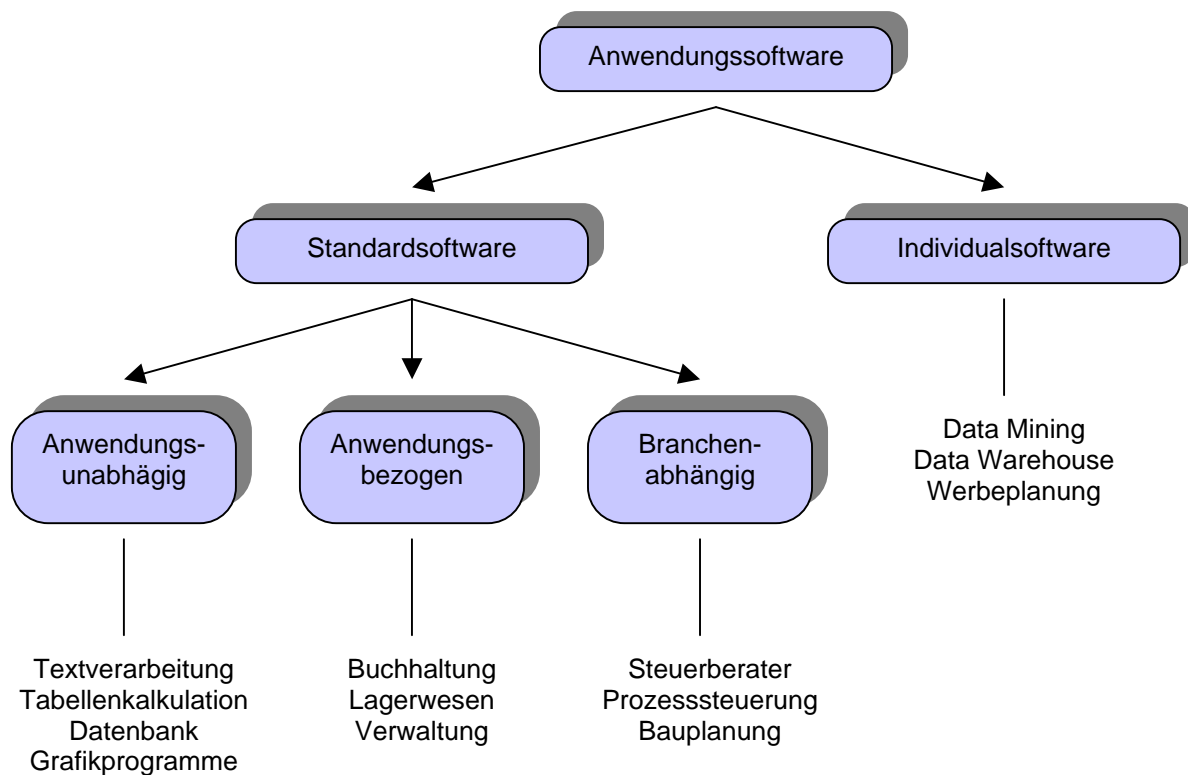 Anwendungssoftware
Standardsoftware
Individualsoftware
Anwendungs-
unabhägig
Anwendungs-
bezogen
Branchen-
abhängig
Data Mining
Data Warehouse
Werbeplanung
Textverarbeitung
Tabellenkalkulation
Datenbank
Grafikprogramme
Buchhaltung
Lagerwesen
Verwaltung
Steuerberater
Prozesssteuerung
Bauplanung